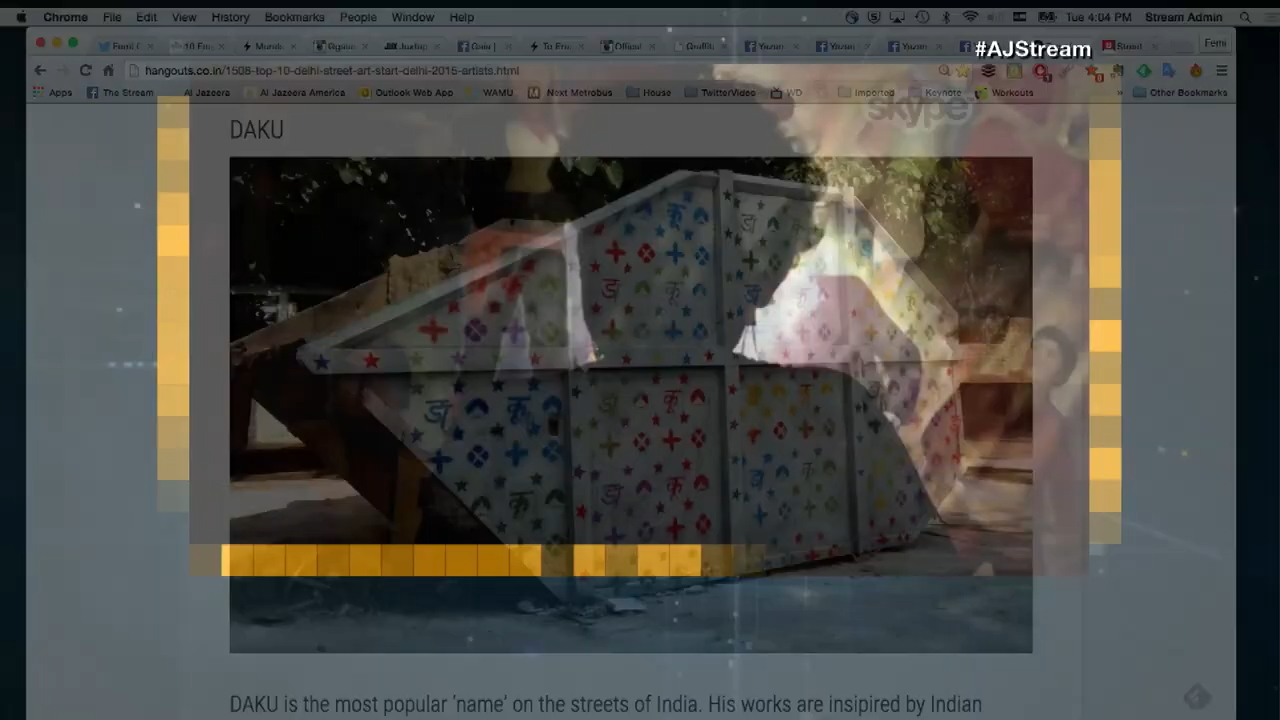 Chrome File Edit View History Bookmarks People Window Help Tue 4:04 PM Stream Admin
#AJStream
Femi
hangouts.co.in/1508-top-10-delhi-street-art-start-delhi-2015-artists.html
Apps The Stream Al Jazeera Al Jazeera America Outlook Web App WAMU Next Metrobus House TwitterVideo WD Imported Keynote Workouts » Other Bookmarks
skype
DAKU
डा कू
DAKU is the most popular ‘name’ on the streets of India. His works are insipired by Indian